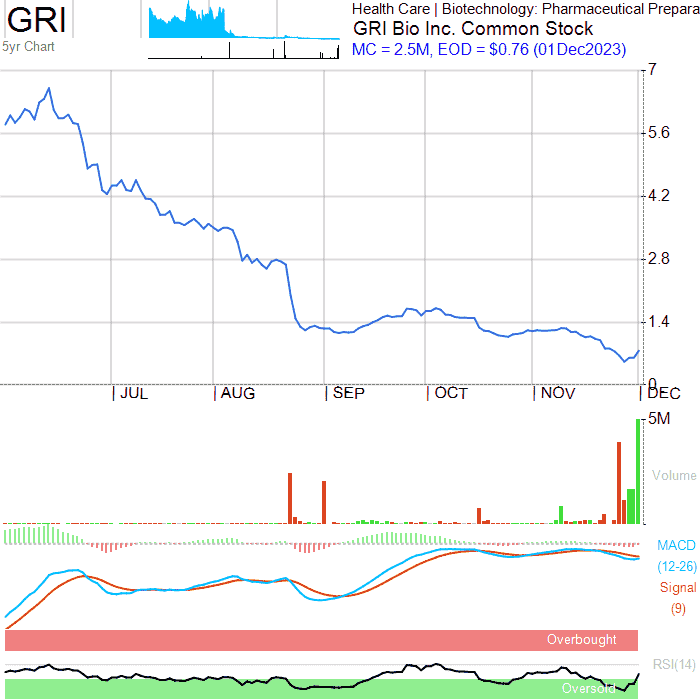 GRI
5yr Chart
Health Care | Biotechnology: Pharmaceutical Prepara
GRI Bio Inc. Common Stock
MC = 2.5M, EOD = $0.76 (01Dec2023)
7
5.6
4.2
2.8
1.4
0
JUL
AUG
SEP
OCT
NOV
DEC
5M
Volume
MACD
(12-26)
Signal
(9)
Overbought
RSI(14)
Oversold